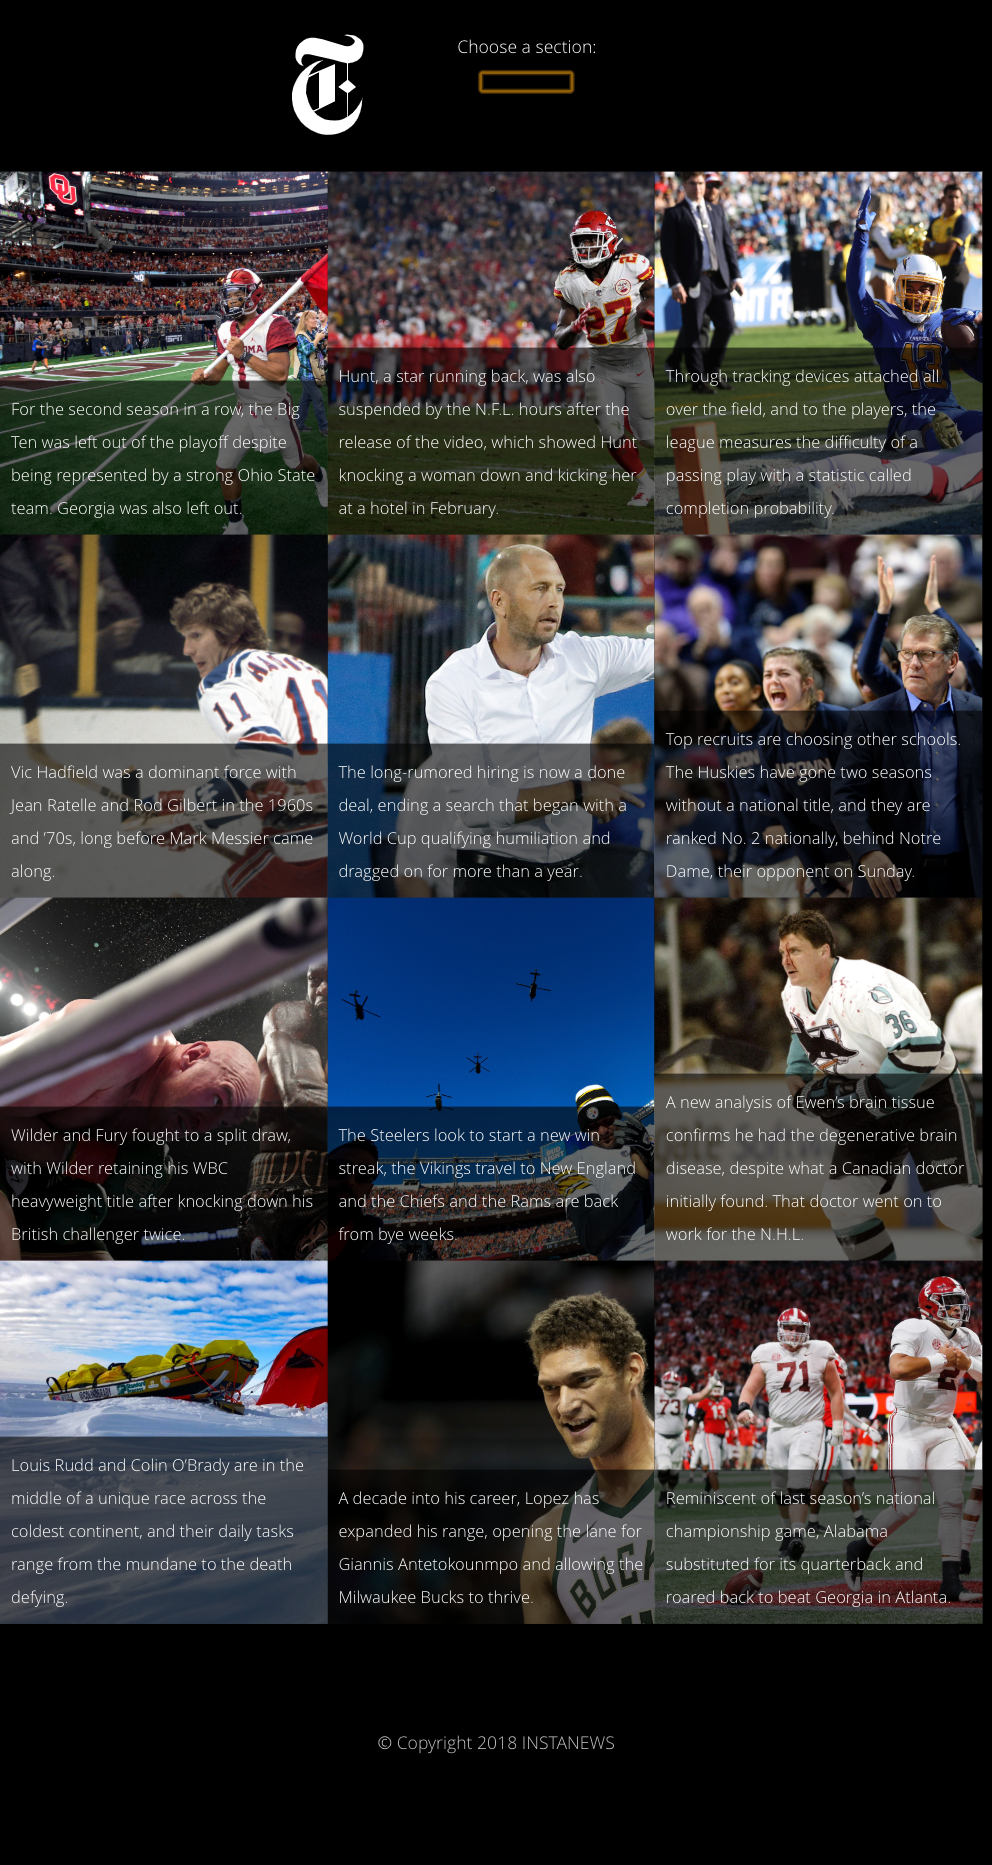 Choose a section:
For the second season in a row, the Big
Ten was left out of the playoff despite
being represented by a strong Ohio State
team. Georgia was also left out.
Hunt, a star running back, was also
suspended by the N.F.L. hours after the
release of the video, which showed Hunt
knocking a woman down and kicking her
at a hotel in February.
Through tracking devices attached all
over the field, and to the players, the
league measures the difficulty of a
passing play with a statistic called
completion probability.
27
13
Vic Hadfield was a dominant force with
Jean Ratelle and Rod Gilbert in the 1960s
and ’70s, long before Mark Messier came
along.
11
The long-rumored hiring is now a done
deal, ending a search that began with a
World Cup qualifying humiliation and
dragged on for more than a year.
Top recruits are choosing other schools.
The Huskies have gone two seasons
without a national title, and they are
ranked No. 2 nationally, behind Notre
Dame, their opponent on Sunday.
Wilder and Fury fought to a split draw,
with Wilder retaining his WBC
heavyweight title after knocking down his
British challenger twice.
The Steelers look to start a new win
streak, the Vikings travel to New England
and the Chiefs and the Rams are back
from bye weeks.
36
A new analysis of Ewen’s brain tissue
confirms he had the degenerative brain
disease, despite what a Canadian doctor
initially found. That doctor went on to
work for the N.H.L.
Louis Rudd and Colin O’Brady are in the
middle of a unique race across the
coldest continent, and their daily tasks
range from the mundane to the death
defying.
A decade into his career, Lopez has
expanded his range, opening the lane for
Giannis Antetokounmpo and allowing the
Milwaukee Bucks to thrive.
71
73
13
2
Reminiscent of last season’s national
championship game, Alabama
substituted for its quarterback and
roared back to beat Georgia in Atlanta.
© Copyright 2018 INSTANEWS